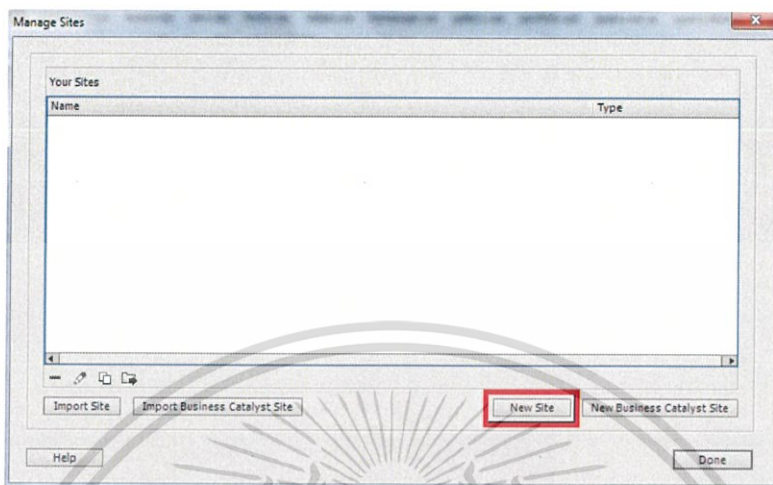 Manage Sites
Your Sites
Name Type
Import Site Import Business Catalyst Site New Site New Business Catalyst Site
Help Done